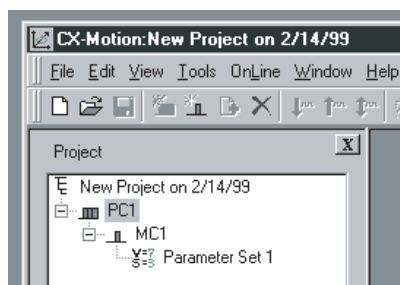 CX-Motion:New Project on 2/14/99
File Edit View Tools OnLine Window Help
Project X
New Project on 2/14/99
PC1
MC1
Parameter Set 1